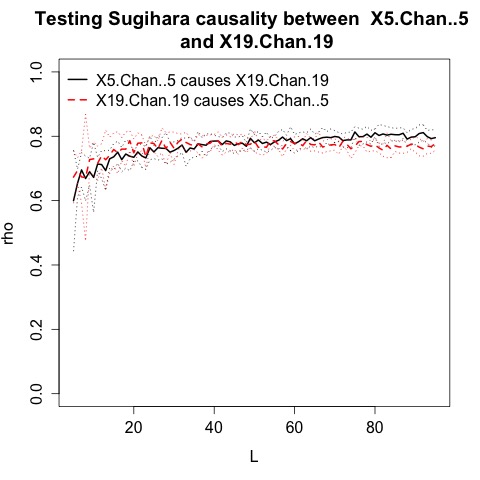 Testing Sugihara causality between  X5.Chan..5
and X19.Chan.19
X5.Chan..5 causes X19.Chan.19
X19.Chan.19 causes X5.Chan..5
1.0
0.8
0.6
0.4
0.2
0.0
rho
20 40 60 80
L